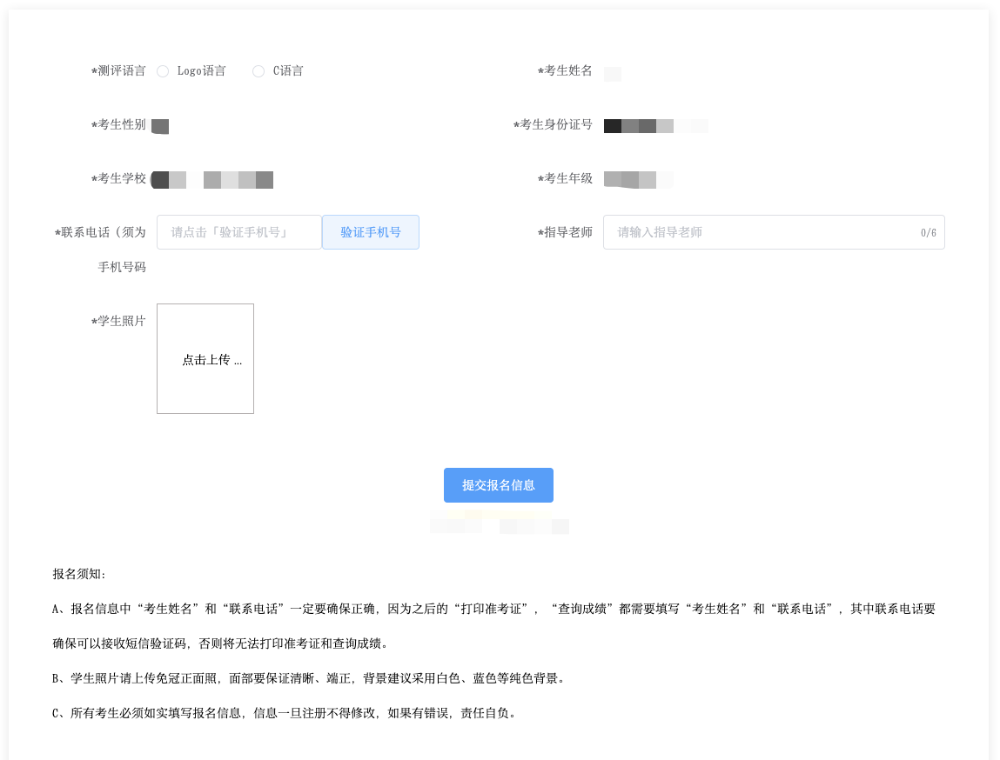 *测评语言 Logo语言 C语言 *考生姓名
*考生性别 *考生身份证号
*考生学校 *考生年级
*联系电话（须为 请点击「验证手机号」 验证手机号 *指导老师 请输入指导老师 0/6
手机号码
*学生照片
点击上传 ...
提交报名信息
报名须知:
A、报名信息中“考生姓名”和“联系电话”一定要确保正确，因为之后的“打印准考证”，“查询成绩”都需要填写“考生姓名”和“联系电话”，其中联系电话要
确保可以接收短信验证码，否则将无法打印准考证和查询成绩。
B、学生照片请上传免冠正面照，面部要保证清晰、端正，背景建议采用白色、蓝色等纯色背景。
C、所有考生必须如实填写报名信息，信息一旦注册不得修改，如果有错误，责任自负。